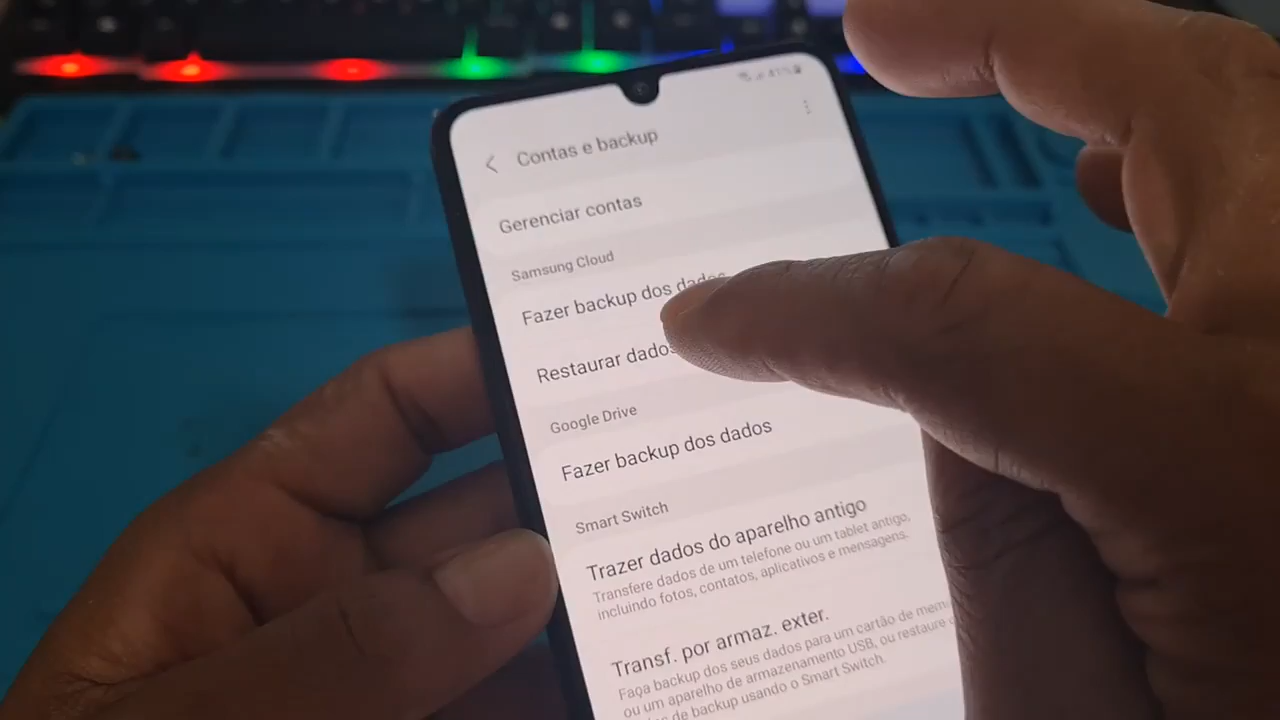 41%
Contas e backup
Gerenciar contas
Samsung Cloud
Fazer backup dos dados
Restaurar dados
Google Drive
Fazer backup dos dados
Smart Switch
Trazer dados do aparelho antigo
Transfere dados de um telefone ou um tablet antigo,
incluindo fotos, contatos, aplicativos e mensagens.
Transf. por armaz. exter.
Faça backup dos seus dados para um cartão de mem
ou um aparelho de armazenamento USB, ou restaure
de backup usando o Smart Switch.